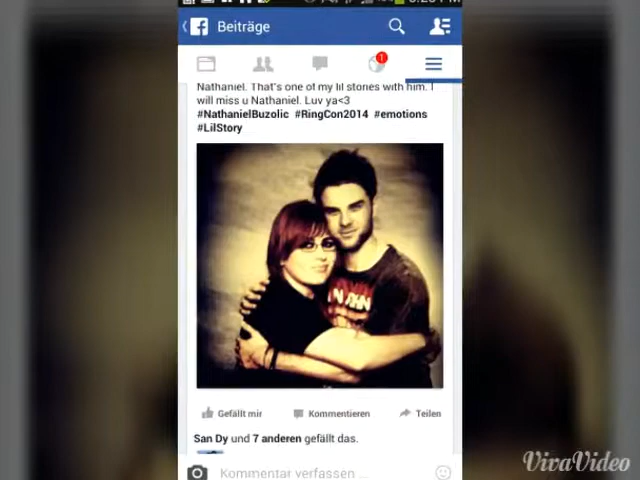 Beiträge
1
Nathaniel. That's one of my lil stories with him. I
will miss u Nathaniel. Luv ya<3
#NathanielBuzolic #RingCon2014 #emotions
#LilStory
Gefällt mir Kommentieren Teilen
San Dy und 7 anderen gefällt das.
Kommentar verfassen ...
VivaVideo